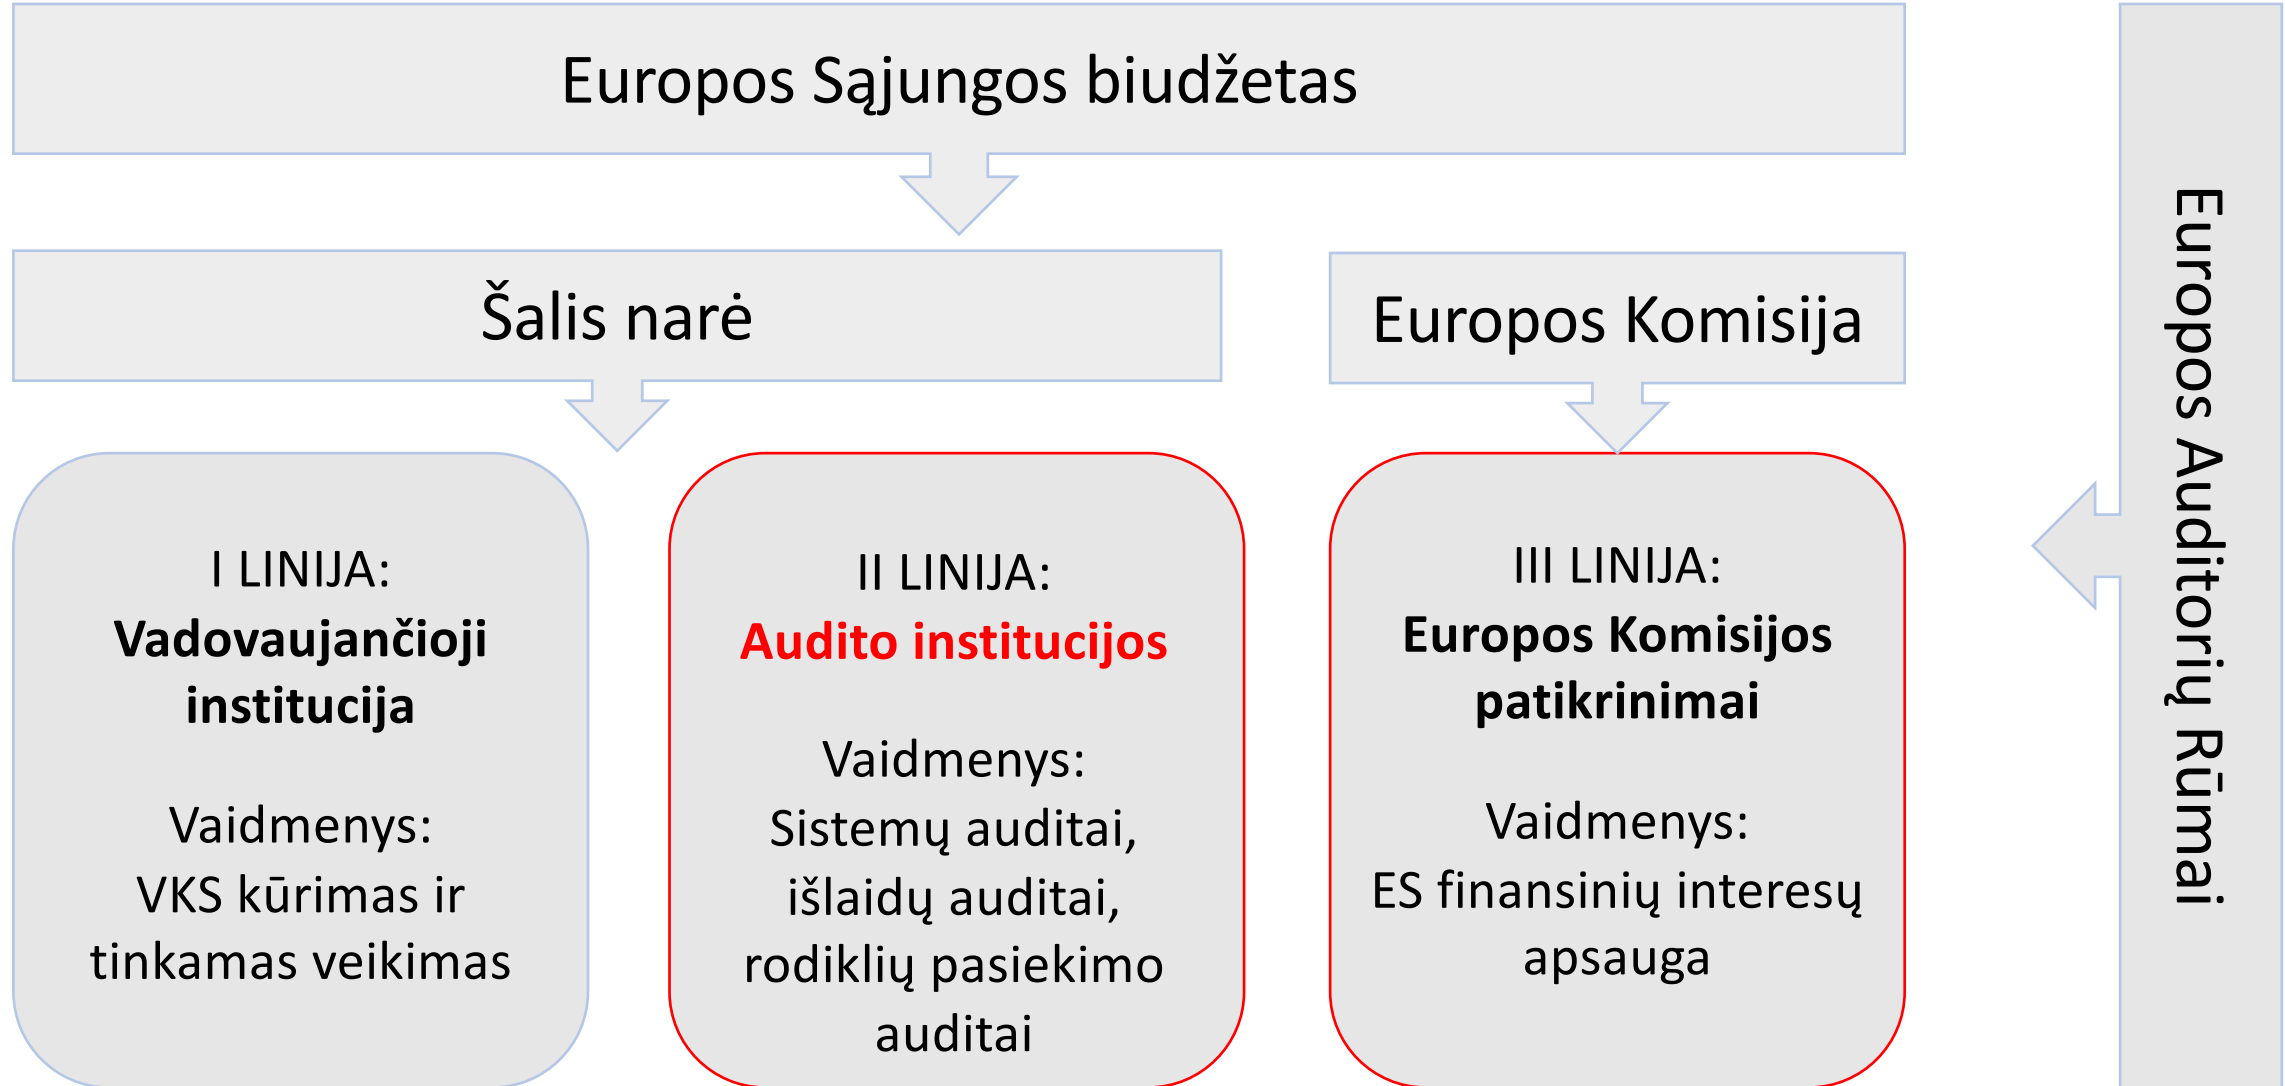 Europos Sąjungos biudžetas
Šalis narė
Europos Komisija
I LINIJA:
Vadovaujančioji
institucija
Vaidmenys:
VKS kūrimas ir
tinkamas veikimas
II LINIJA:
Audito institucijos
Vaidmenys:
Sistemų auditai,
išlaidų auditai,
rodiklių pasiekimo
auditai
III LINIJA:
Europos Komisijos
patikrinimai
Vaidmenys:
ES finansinių interesų
apsauga
Europos Auditorių Rūmai